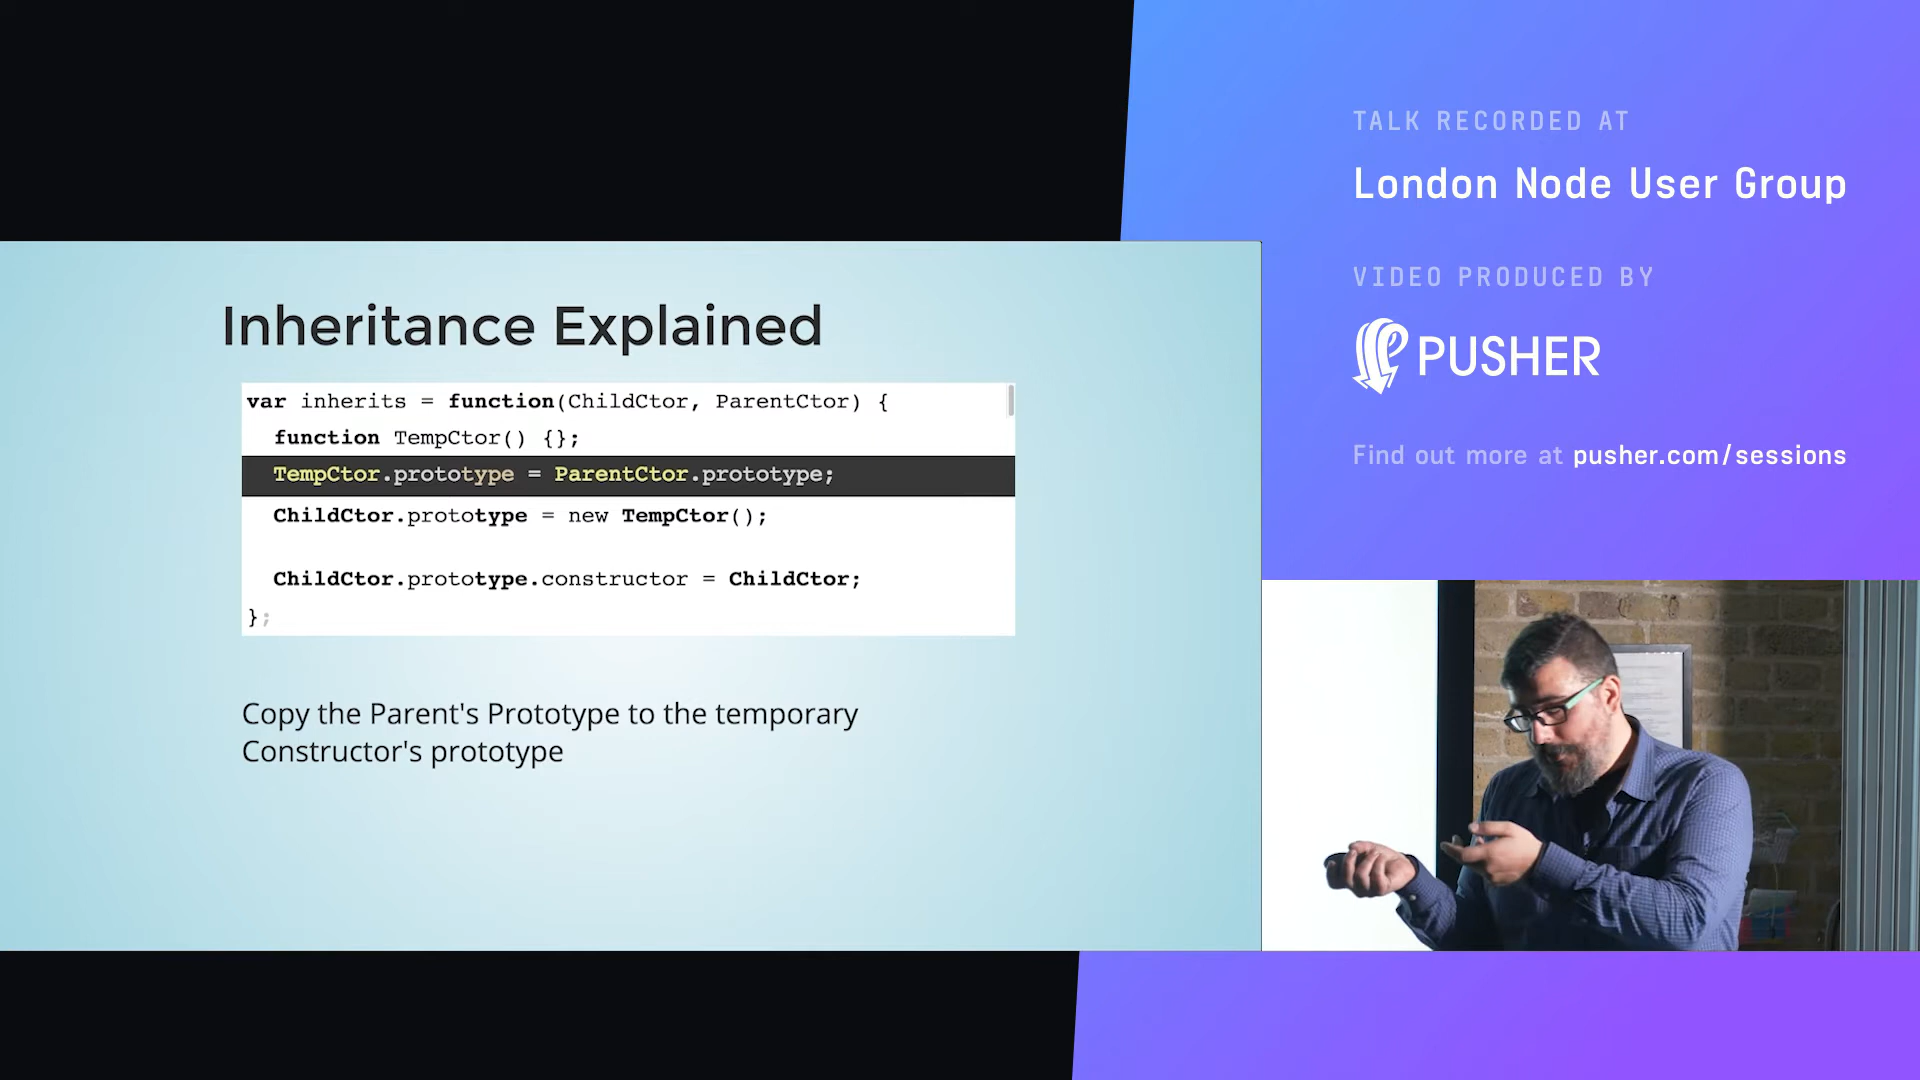 TALK RECORDED AT
London Node User Group
VIDEO PRODUCED BY
PUSHER
Find out more at pusher.com/sessions
Inheritance Explained
var inherits = function(ChildCtor, ParentCtor) {
function TempCtor() {};
TempCtor.prototype = ParentCtor.prototype;
ChildCtor.prototype = new TempCtor();
ChildCtor.prototype.constructor = ChildCtor;
};
Copy the Parent's Prototype to the temporary
Constructor's prototype